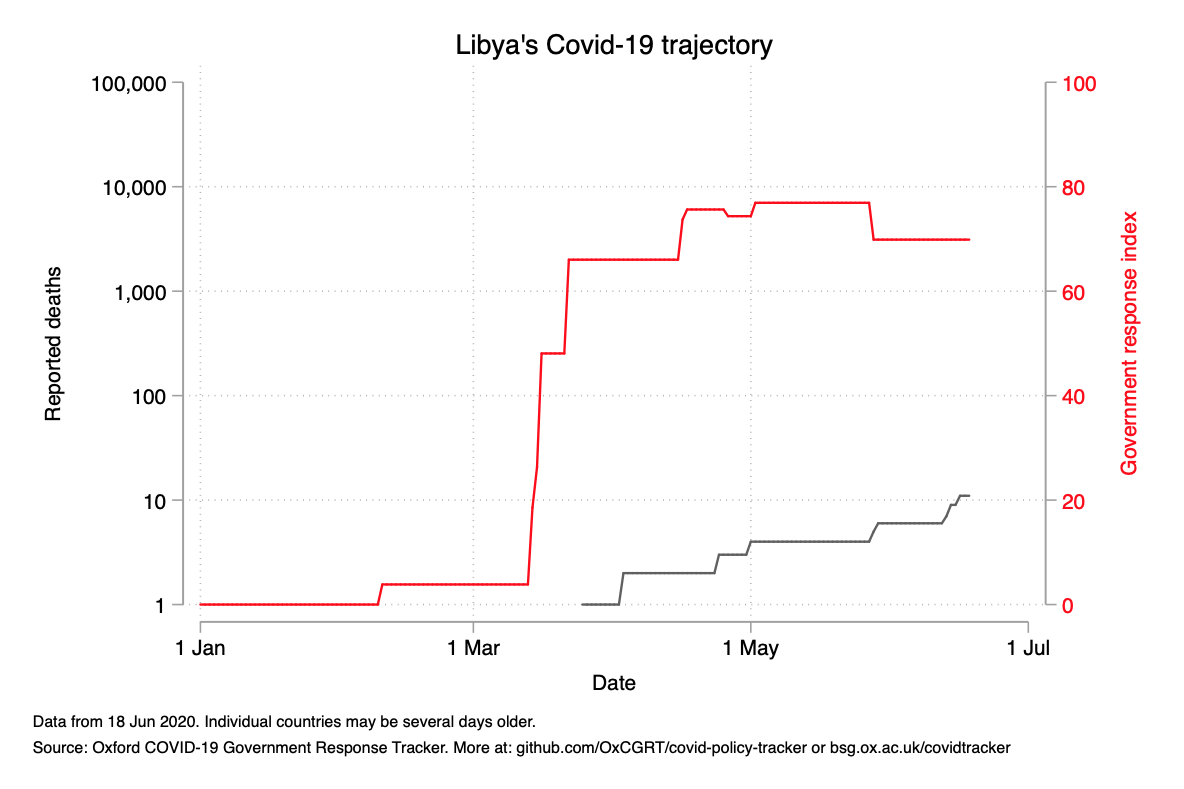 Libya's Covid-19 trajectory
100,000
10,000
1,000
100
10
1
Reported deaths
100
80
60
40
20
0
Government response index
1 Jan
1 Mar
1 May
1 Jul
Date
Data from 18 Jun 2020. Individual countries may be several days older.
Source: Oxford COVID-19 Government Response Tracker. More at: github.com/OxCGRT/covid-policy-tracker or bsg.ox.ac.uk/covidtracker